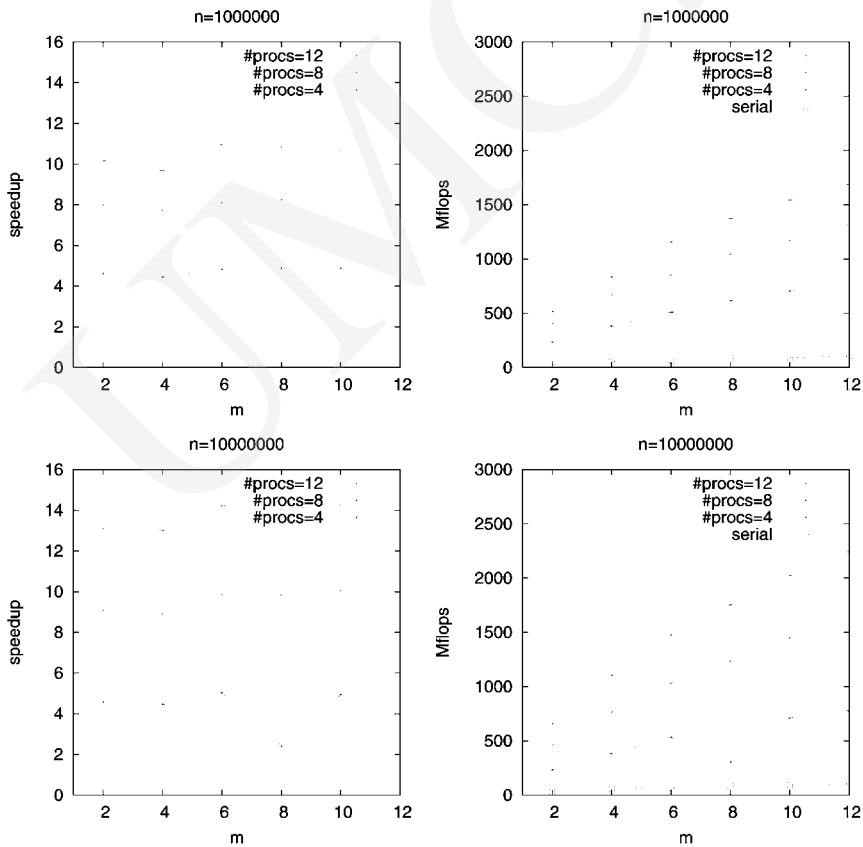 n=1000000
16
14
12
10
8
6
4
2
0
speedup
#procs=12
#procs=8
#procs=4
2 4 6 8 10 12
m
n=1000000
3000
2500
2000
1500
1000
500
0
Mflops
#procs=12
#procs=8
#procs=4
serial
2 4 6 8 10 12
m
n=10000000
16
14
12
10
8
6
4
2
0
speedup
#procs=12
#procs=8
#procs=4
2 4 6 8 10 12
m
n=10000000
3000
2500
2000
1500
1000
500
0
Mflops
#procs=12
#procs=8
#procs=4
serial
2 4 6 8 10 12
m
UMC